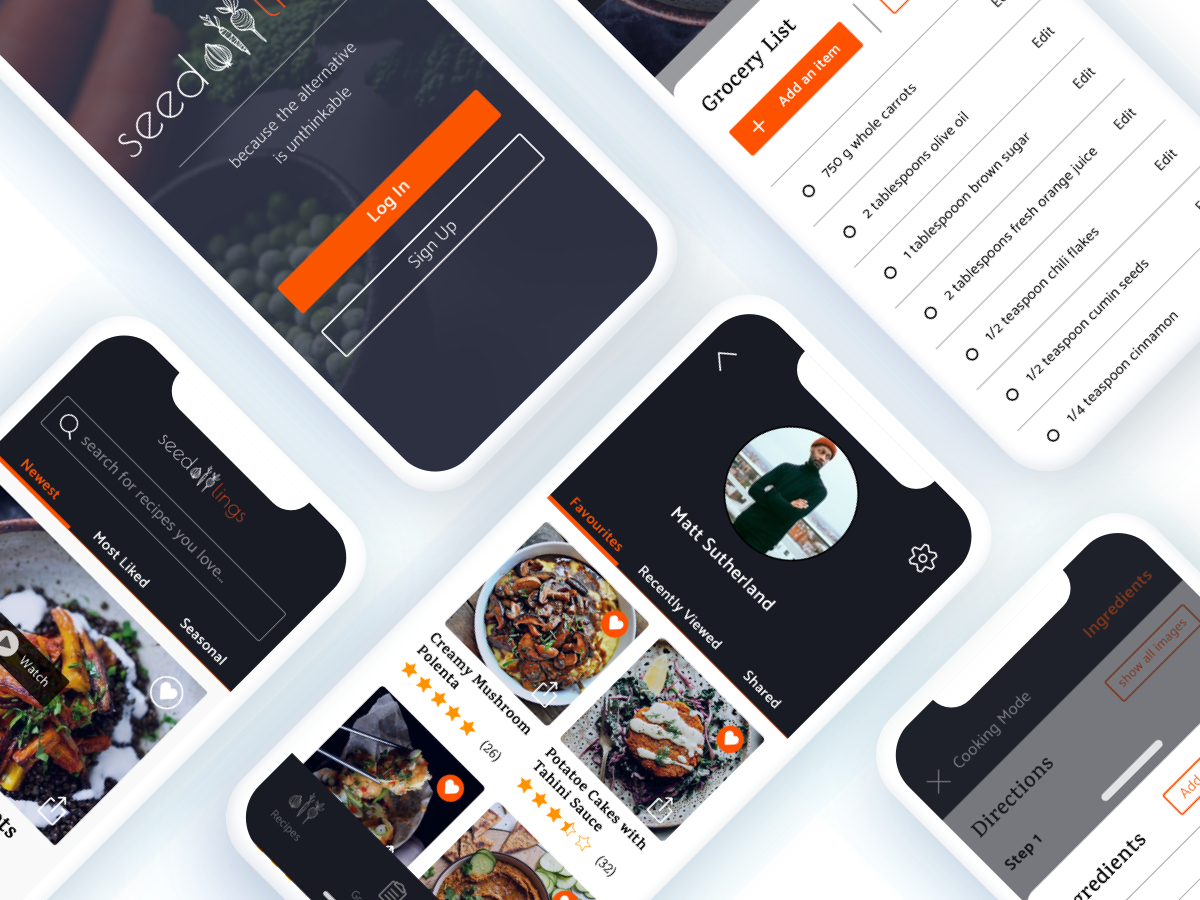 seedlings
because the alternative
is unthinkable
Log In
Sign Up
Grocery List
+ Add an item
750 g whole carrots
Edit
2 tablespoons olive oil
Edit
1 tablespooon brown sugar
Edit
2 tablespoons fresh orange juice
Edit
1/2 teaspoon chili flakes
1/2 teaspoon cumin seeds
1/4 teaspoon cinnamon
seedlings
search for recipes you love...
Newest
Most Liked
Seasonal
Watch
Matt Sutherland
Favourites
Recently Viewed
Shared
Creamy Mushroom
Polenta
(26)
Potatoe Cakes with
Tahini Sauce
(32)
Recipes
Cooking Mode
Ingredients
show all images
Directions
Step 1
Add